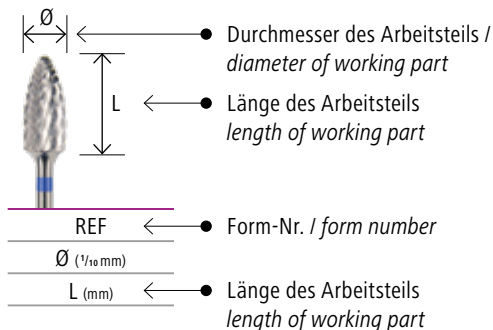 Ø
Durchmesser des Arbeitsteils /
diameter of working part
L
Länge des Arbeitsteils
length of working part
REF
Form-Nr. / form number
Ø (1/10 mm)
L (mm)
Länge des Arbeitsteils
length of working part